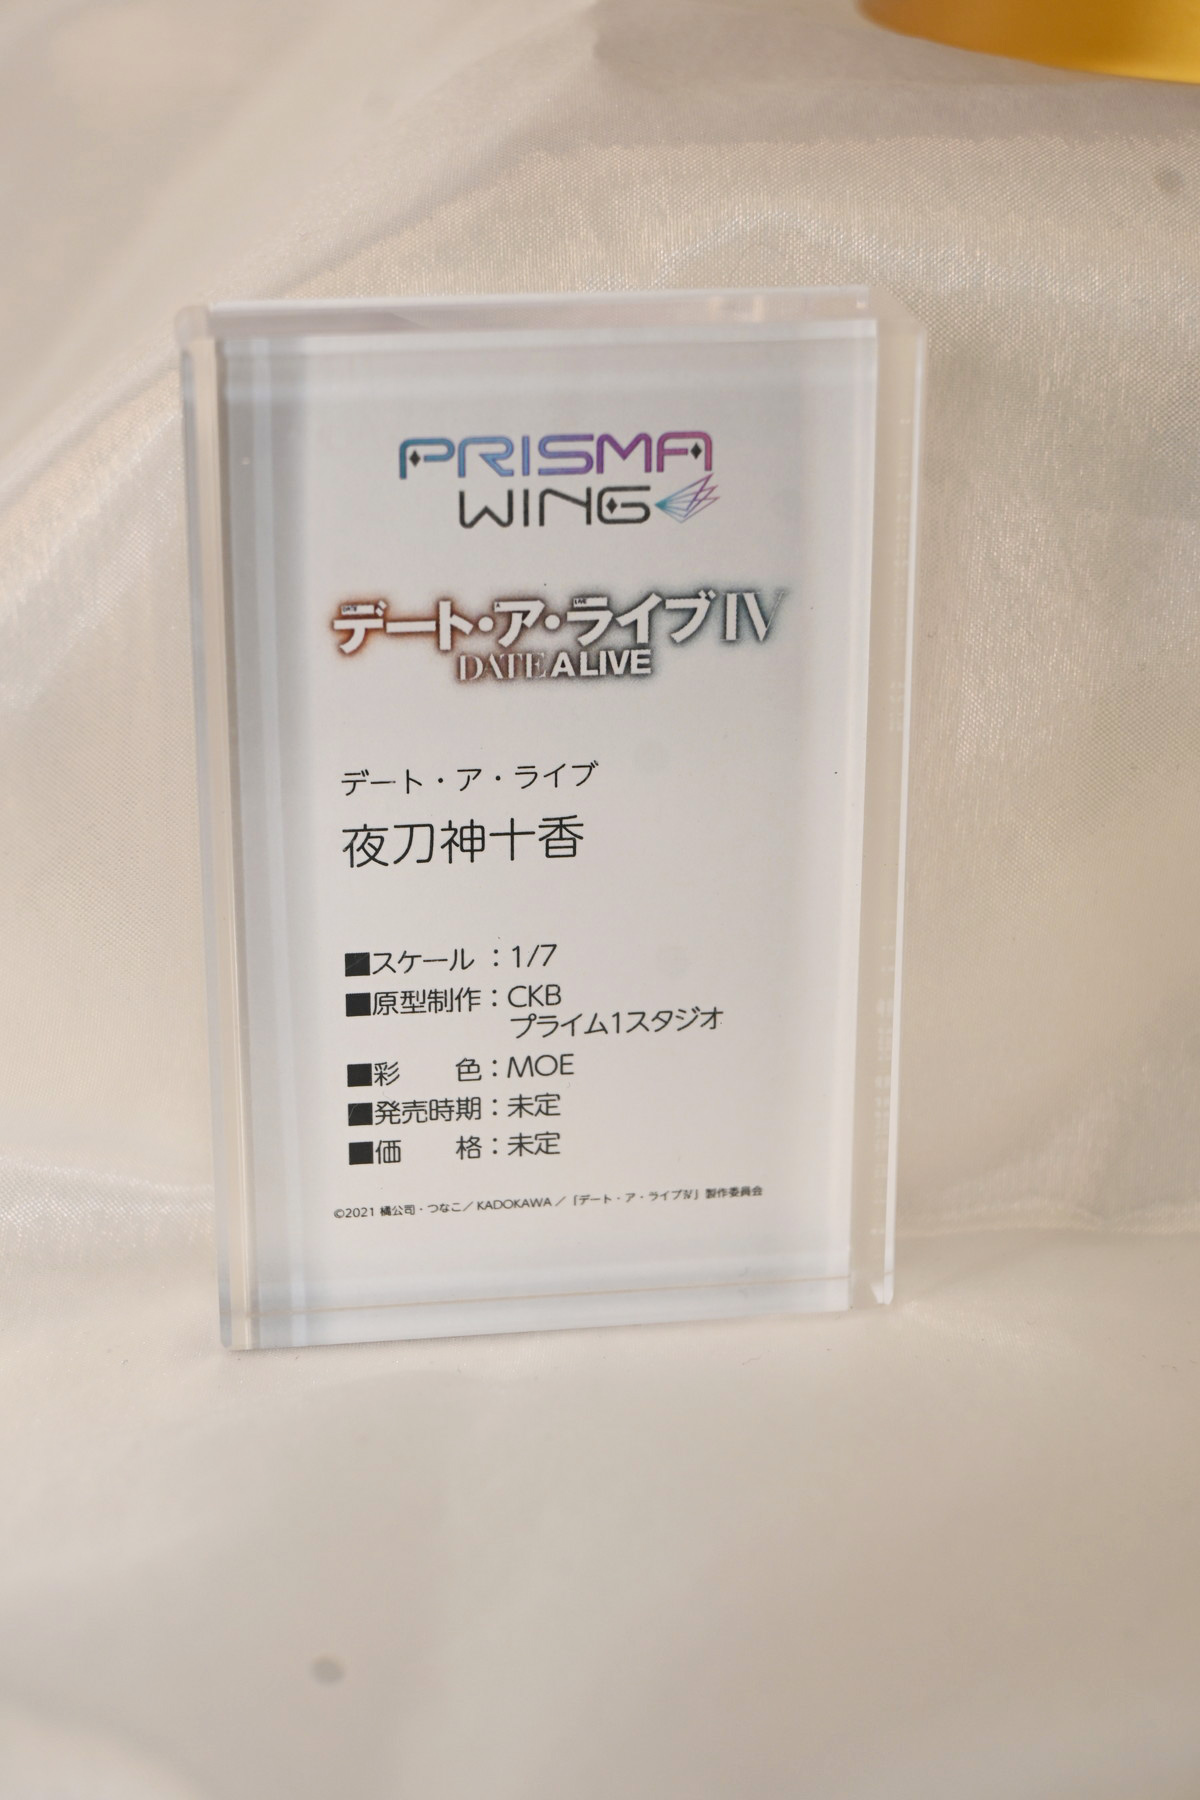 PRISMA
WING
デート・ア・ライブ IV
DATE A LIVE
デート・ア・ライブ
夜刀神十香
■スケール：1/7
■原型制作：CKB
プライム1スタジオ
■彩　　色：MOE
■発売時期：未定
■価　　格：未定
©2021 橘公司・つなこ／KADOKAWA／「デート・ア・ライブⅣ」製作委員会